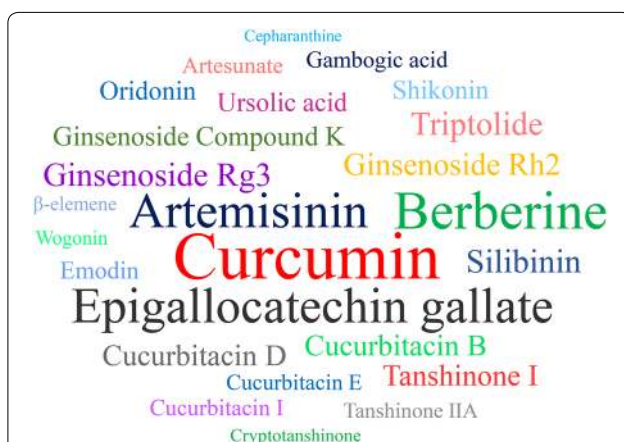 Cepharanthine
Artesunate Gambogic acid
Oridonin Ursolic acid Shikonin
Ginsenoside Compound K Triptolide
Ginsenoside Rg3 Ginsenoside Rh2
β-elemene Artemisinin Berberine
Wogonin Curcumin Silibinin
Emodin
Epigallocatechin gallate
Cucurbitacin D Cucurbitacin B
Cucurbitacin E Tanshinone I
Cucurbitacin I Tanshinone IIA
Cryptotanshinone